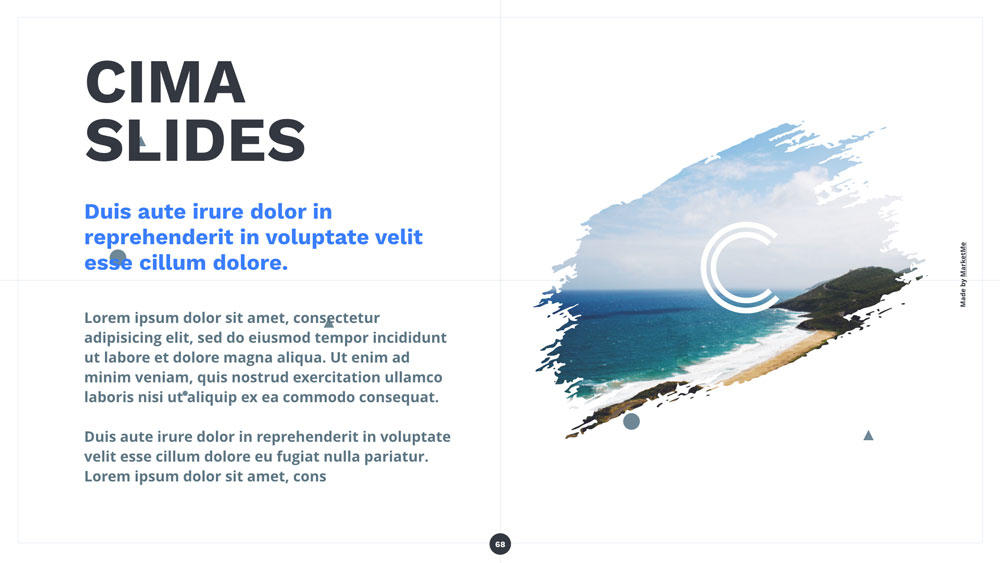 CIMA
SLIDES
Duis aute irure dolor in
reprehenderit in voluptate velit
esse cillum dolore.
Lorem ipsum dolor sit amet, consectetur
adipisicing elit, sed do eiusmod tempor incididunt
ut labore et dolore magna aliqua. Ut enim ad
minim veniam, quis nostrud exercitation ullamco
laboris nisi ut aliquip ex ea commodo consequat.
Duis aute irure dolor in reprehenderit in voluptate
velit esse cillum dolore eu fugiat nulla pariatur.
Lorem ipsum dolor sit amet, cons
C
Made by MarketMe
68